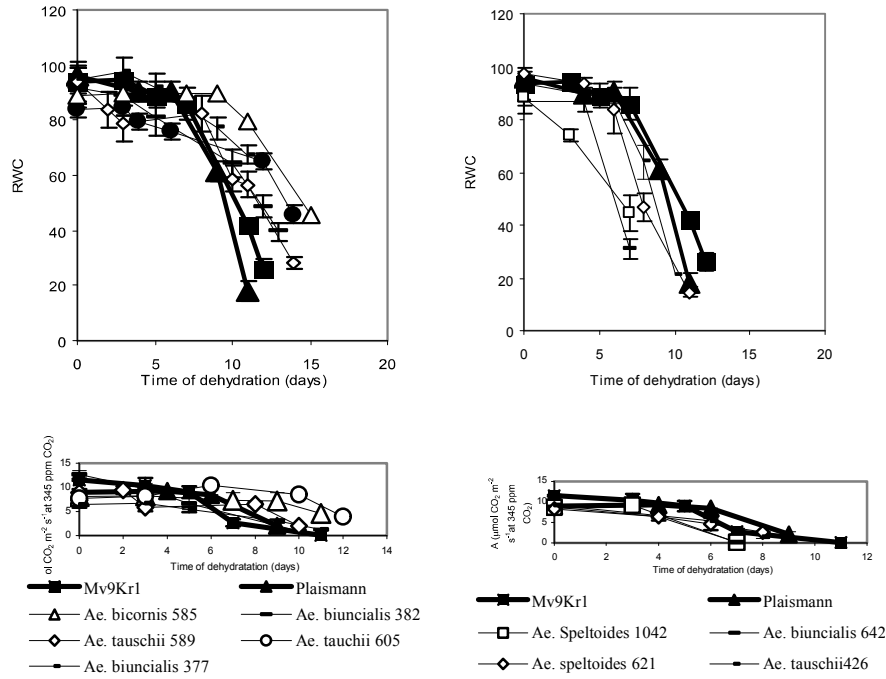 120
100
80
60
40
20
0
RWC
0 5 10 15 20
Time of dehydration (days)
120
100
80
60
40
20
0
RWC
0 5 10 15 20
Time of dehydration (days)
15
10
5
0
ol CO2 m-2 s-1 at 345 ppm CO2)
0 2 4 6 8 10 12 14
Time of dehydratation (days)
Mv9Kr1 Plaismann
Ae. bicornis 585 Ae. biuncialis 382
Ae. tauschii 589 Ae. tauchii 605
Ae. biuncialis 377
15
10
5
0
A (µmol CO2 m-2
s-1 at 345 ppm
CO2)
0 2 4 6 8 10 12
Time of dehydratation (days)
Mv9Kr1 Plaismann
Ae. Speltoides 1042 Ae. biuncialis 642
Ae. speltoides 621 Ae. tauschii426